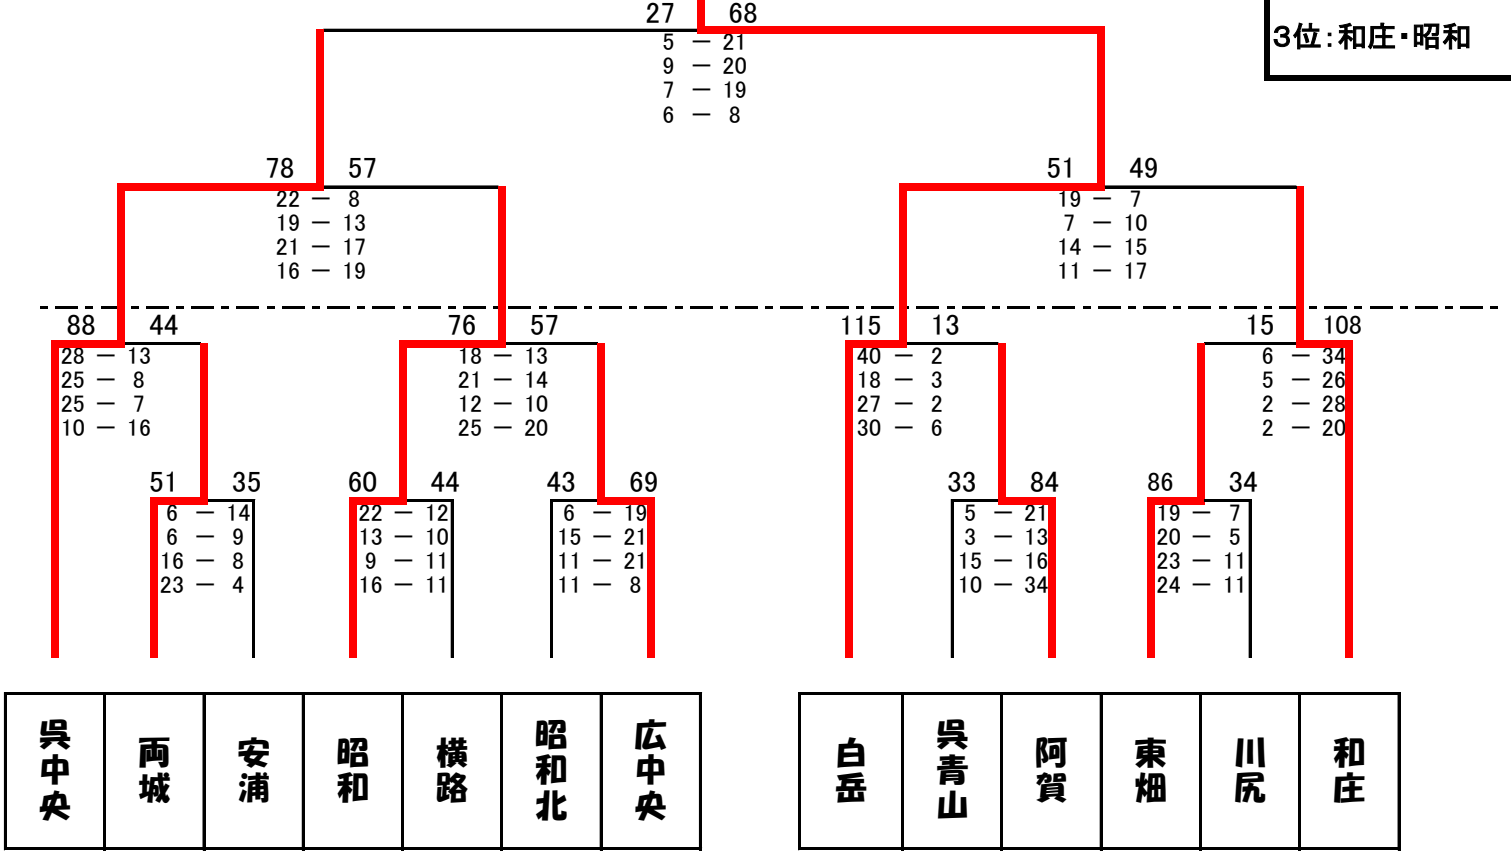 27 68
3位:和庄・昭和
5 － 21
9 － 20
7 － 19
6 － 8
78 57
51 49
22 － 8
19 － 7
19 － 13
7 － 10
21 － 17
14 － 15
16 － 19
11 － 17
88 44
76 57
115 13
15 108
28 － 13
18 － 13
40 － 2
6 － 34
25 － 8
21 － 14
18 － 3
5 － 26
25 － 7
12 － 10
27 － 2
2 － 28
10 － 16
25 － 20
30 － 6
2 － 20
51 35
60 44
43 69
33 84
86 34
6 － 14
22 － 12
6 － 19
5 － 21
19 － 7
6 － 9
13 － 10
15 － 21
3 － 13
20 － 5
16 － 8
9 － 11
11 － 21
15 － 16
23 － 11
23 － 4
16 － 11
11 － 8
10 － 34
24 － 11
呉中央
両城
安浦
昭和
横路
昭和北
広中央
白岳
呉青山
阿賀
東畑
川尻
和庄